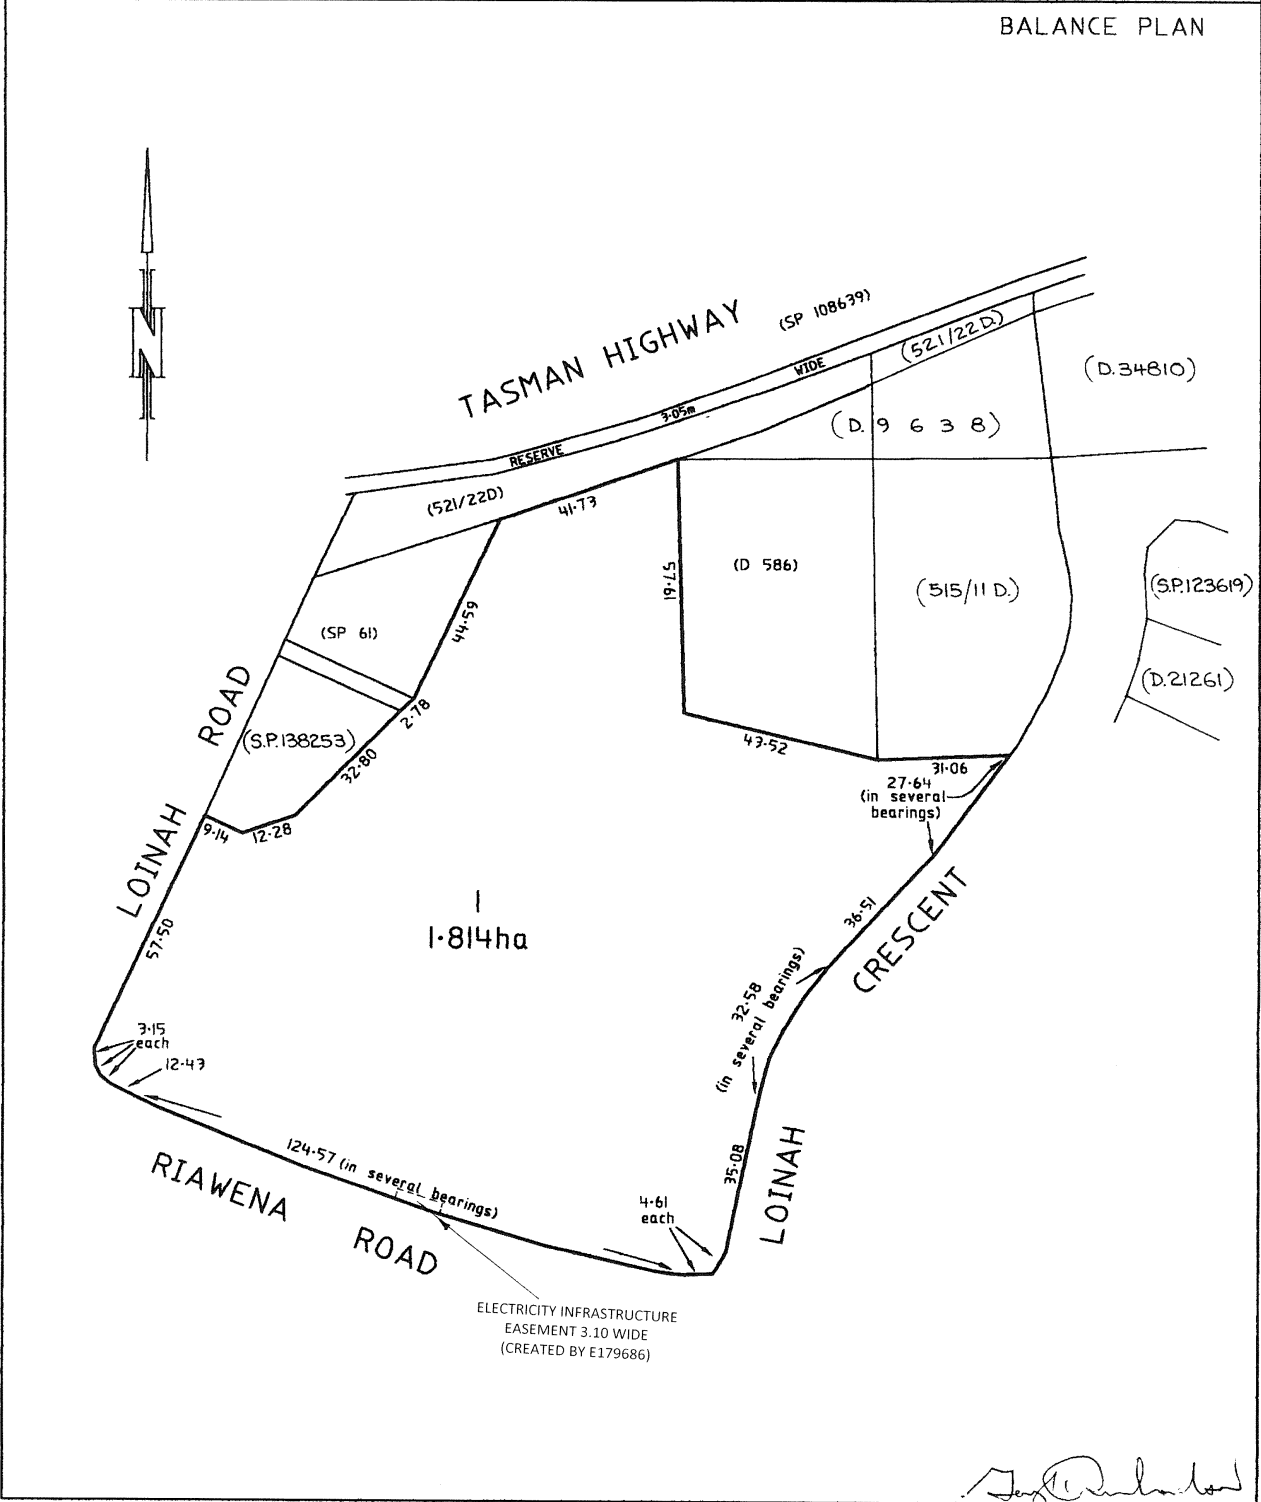 BALANCE PLAN
N
TASMAN HIGHWAY
(SP 108639)
RESERVE 3·05m WIDE
(521/22D.)
(D.34810)
(D. 9 6 3 8)
(521/22D)
41·73
57·61
(D 586)
(515/11 D.)
(S.P.123619)
(D.21261)
(SP 61)
44·59
2·78
(S.P.138253)
32·80
LOINAH ROAD
9·14
12·28
43·52
31·06
27·64
(in several
bearings)
1
1·814ha
57·50
36·51
LOINAH CRESCENT
32·58
(in several bearings)
3·15
each
12·43
35·08
124·57 (in several bearings)
4·61
each
RIAWENA ROAD
ELECTRICITY INFRASTRUCTURE
EASEMENT 3.10 WIDE
(CREATED BY E179686)